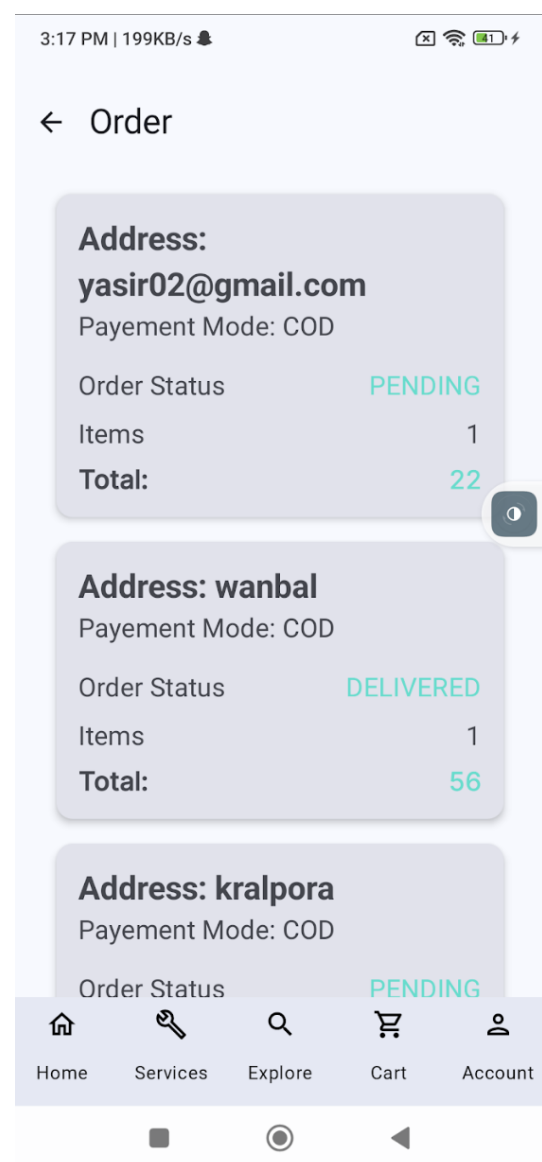 3:17 PM | 199KB/s
41
Order
Address:
yasir02@gmail.com
Payement Mode: COD
Order Status PENDING
Items 1
Total: 22
Address: wanbal
Payement Mode: COD
Order Status DELIVERED
Items 1
Total: 56
Address: kralpora
Payement Mode: COD
Order Status PENDING
Home Services Explore Cart Account